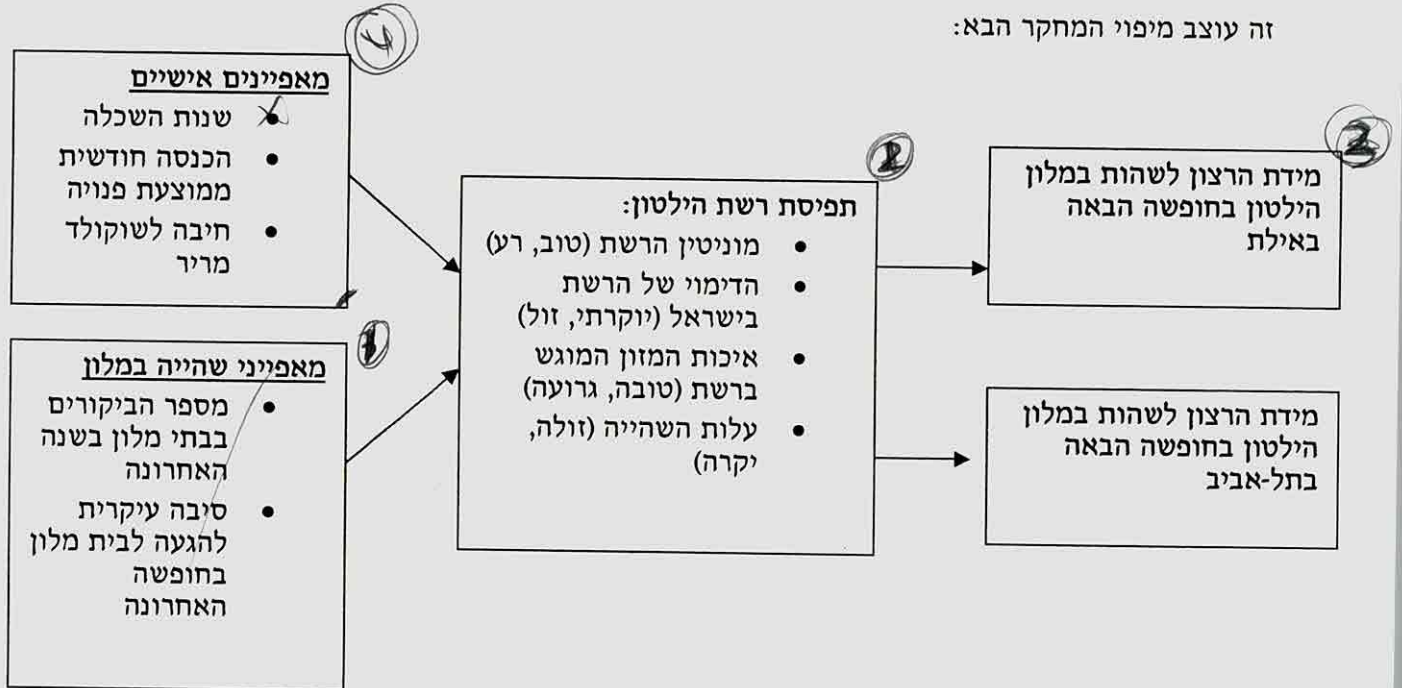 זה עוצב מיפוי המחקר הבא:
מאפיינים אישיים
• שנות השכלה
• הכנסה חודשית
ממוצעת פנויה
• חיבה לשוקולד
מריר
1
מאפייני שהייה במלון
• מספר הביקורים
בבתי מלון בשנה
האחרונה
• סיבה עיקרית
להגעה לבית מלון
בחופשה
האחרונה
2
תפיסת רשת הילטון:
• מוניטין הרשת (טוב, רע)
• הדימוי של הרשת
בישראל (יוקרתי, זול)
• איכות המזון המוגש
ברשת (טובה, גרועה)
• עלות השהייה (זולה,
יקרה)
מידת הרצון לשהות במלון
הילטון בחופשה הבאה
באילת
מידת הרצון לשהות במלון
הילטון בחופשה הבאה
בתל-אביב